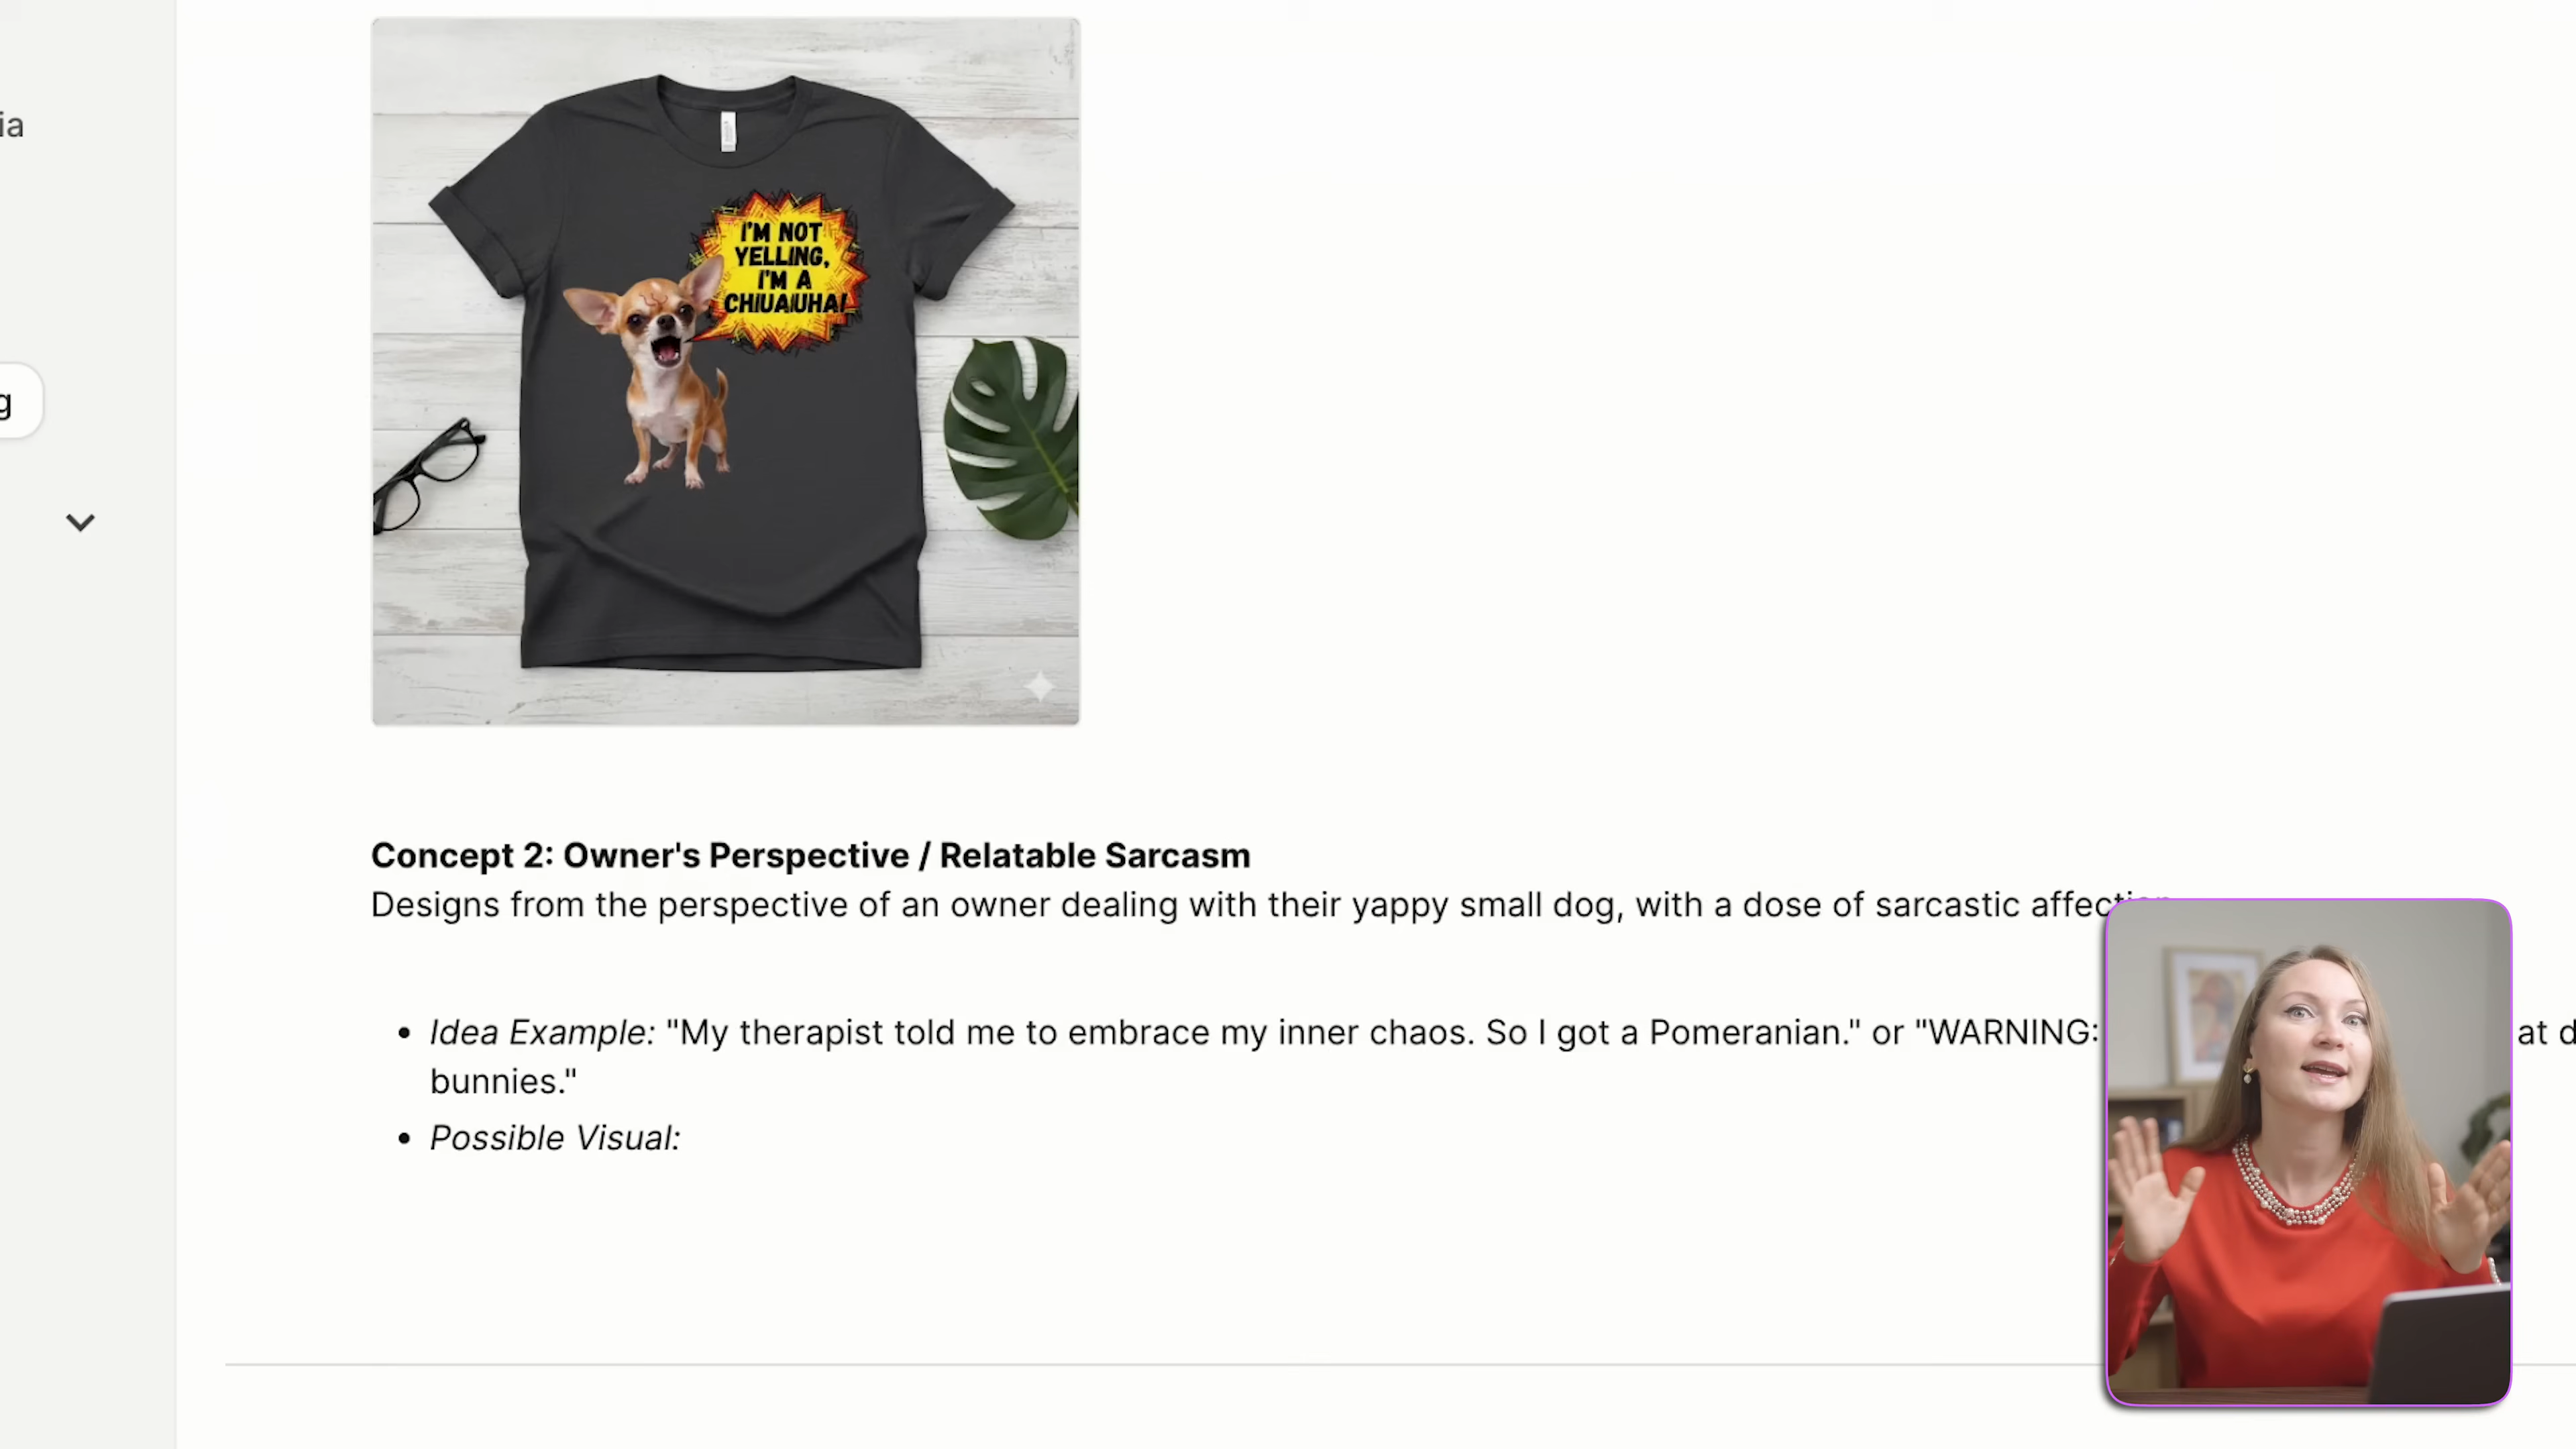 ia
g
I'M NOT
YELLING,
I'M A
CHIUAIUHA!
Concept 2: Owner's Perspective / Relatable Sarcasm
Designs from the perspective of an owner dealing with their yappy small dog, with a dose of sarcastic affection
Idea Example: "My therapist told me to embrace my inner chaos. So I got a Pomeranian." or "WARNING: at d
bunnies."
Possible Visual: